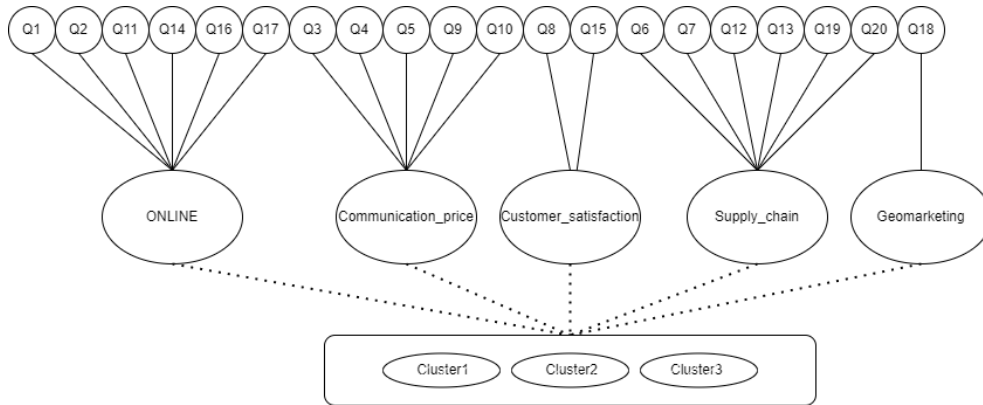 Q1 Q2 Q11 Q14 Q16 Q17 Q3 Q4 Q5 Q9 Q10 Q8 Q15 Q6 Q7 Q12 Q13 Q19 Q20 Q18
ONLINE Communication_price Customer_satisfaction Supply_chain Geomarketing
Cluster1 Cluster2 Cluster3